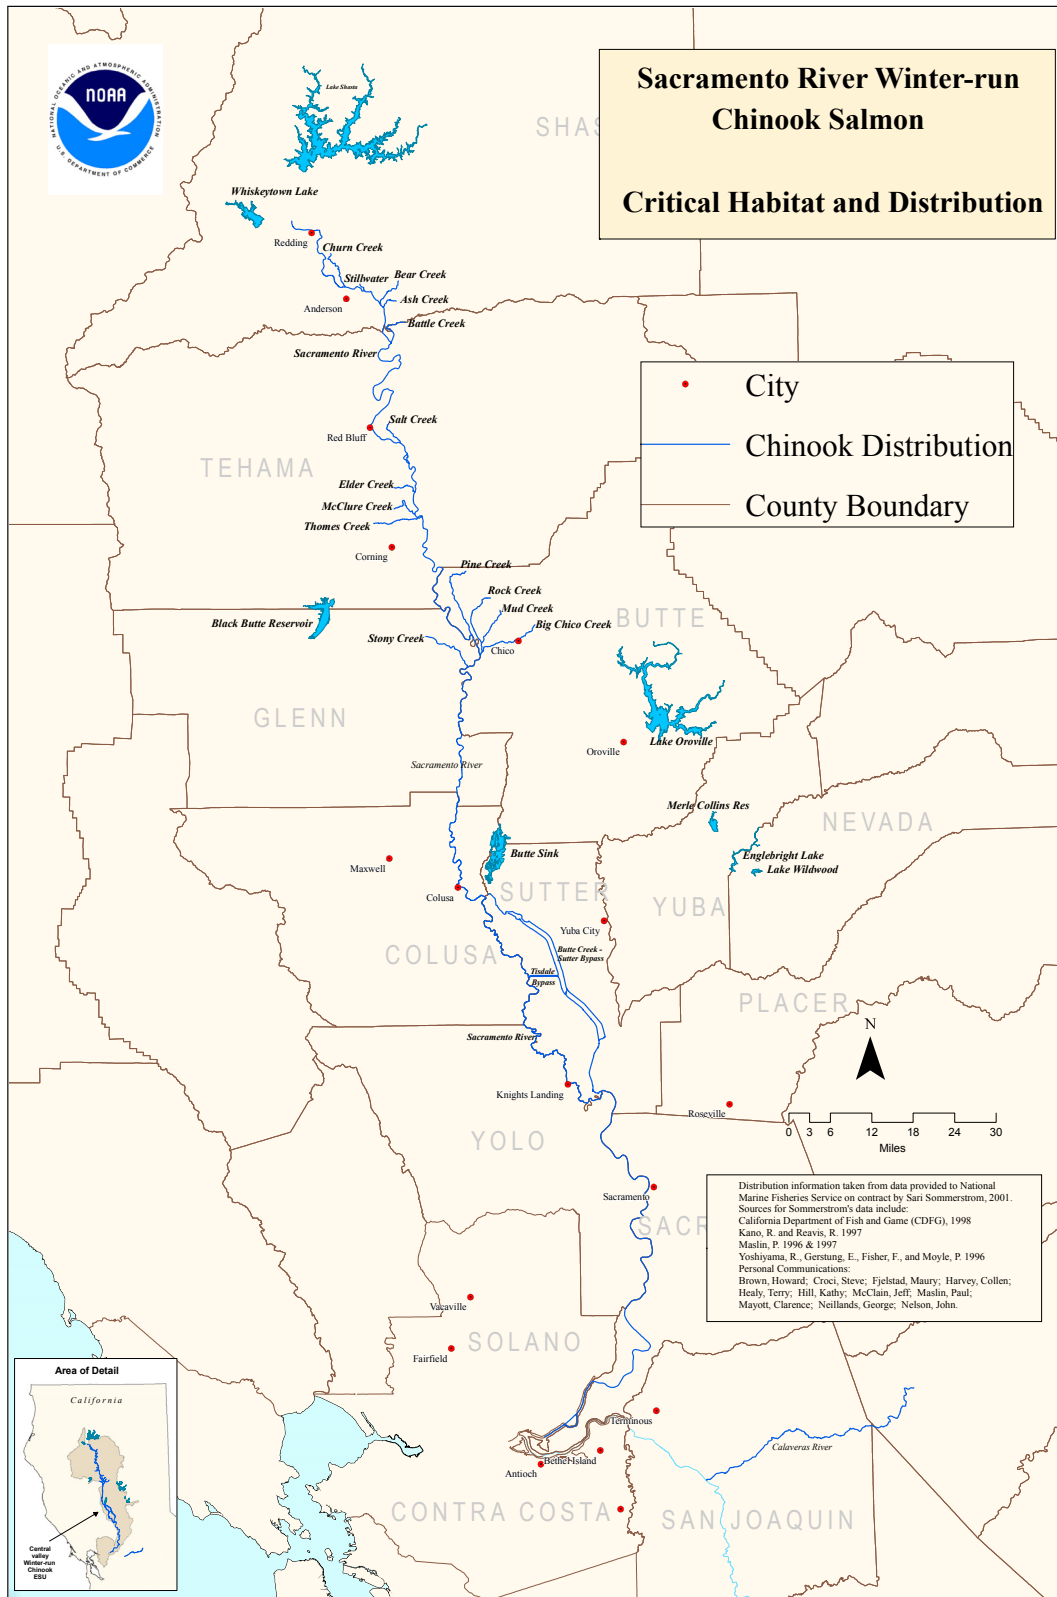 NATIONAL OCEANIC AND ATMOSPHERIC ADMINISTRATION
NOAA
U.S. DEPARTMENT OF COMMERCE
Sacramento River Winter-run
Chinook Salmon
Critical Habitat and Distribution
Lake Shasta
SHAS
Whiskeytown Lake
Redding
Churn Creek
Stillwater
Bear Creek
Anderson
Ash Creek
Battle Creek
Sacramento River
City
Chinook Distribution
County Boundary
Salt Creek
Red Bluff
TEHAMA
Elder Creek
McClure Creek
Thomes Creek
Corning
Pine Creek
Rock Creek
Mud Creek
Big Chico Creek
BUTTE
Black Butte Reservoir
Stony Creek
Chico
GLENN
Lake Oroville
Oroville
Sacramento River
Merle Collins Res
NEVADA
Butte Sink
Englebright Lake
Lake Wildwood
Maxwell
Colusa
SUTTER
YUBA
Yuba City
COLUSA
Butte Creek -
Sutter Bypass
Tisdale
Bypass
PLACER
N
Sacramento River
Knights Landing
Roseville
0 3 6 12 18 24 30
Miles
YOLO
Sacramento
SACR
Distribution information taken from data provided to National
Marine Fisheries Service on contract by Sari Sommerstrom, 2001.
Sources for Sommerstrom's data include:
California Department of Fish and Game (CDFG), 1998
Kano, R. and Reavis, R. 1997
Maslin, P. 1996 & 1997
Yoshiyama, R., Gerstung, E., Fisher, F., and Moyle, P. 1996
Personal Communications:
Brown, Howard; Croci, Steve; Fjelstad, Maury; Harvey, Collen;
Healy, Terry; Hill, Kathy; McClain, Jeff; Maslin, Paul;
Mayott, Clarence; Neillands, George; Nelson, John.
Vacaville
SOLANO
Fairfield
Area of Detail
California
Central
valley
Winter-run
Chinook
ESU
Terminous
Calaveras River
Bethel Island
Antioch
CONTRA COSTA
SAN JOAQUIN